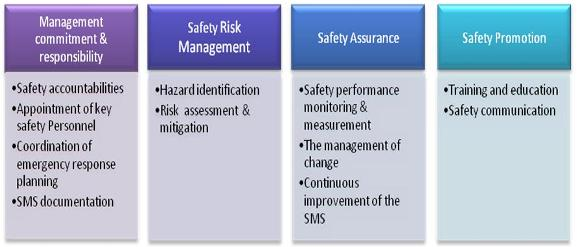 Management
commitment &
responsibility
•Safety accountabilities
•Appointment of key
safety Personnel
•Coordination of
emergency response
planning
•SMS documentation
Safety Risk
Management
•Hazard identification
•Risk assessment &
mitigation
Safety Assurance
•Safety performance
monitoring &
measurement
•The management of
change
•Continuous
improvement of the
SMS
Safety Promotion
•Training and education
•Safety communication